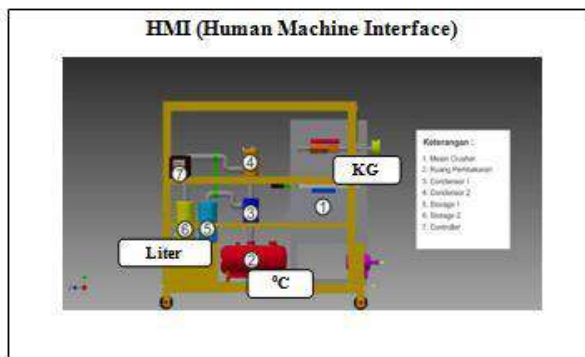 HMI (Human Machine Interface)
4
7
KG
3
1
6
5
Liter
2
⁰C
Keterangan :
1. Mesin Crusher
2. Ruang Pembakaran
3. Condensor 1
4. Condensor 2
5. Storage 1
6. Storage 2
7. Controller